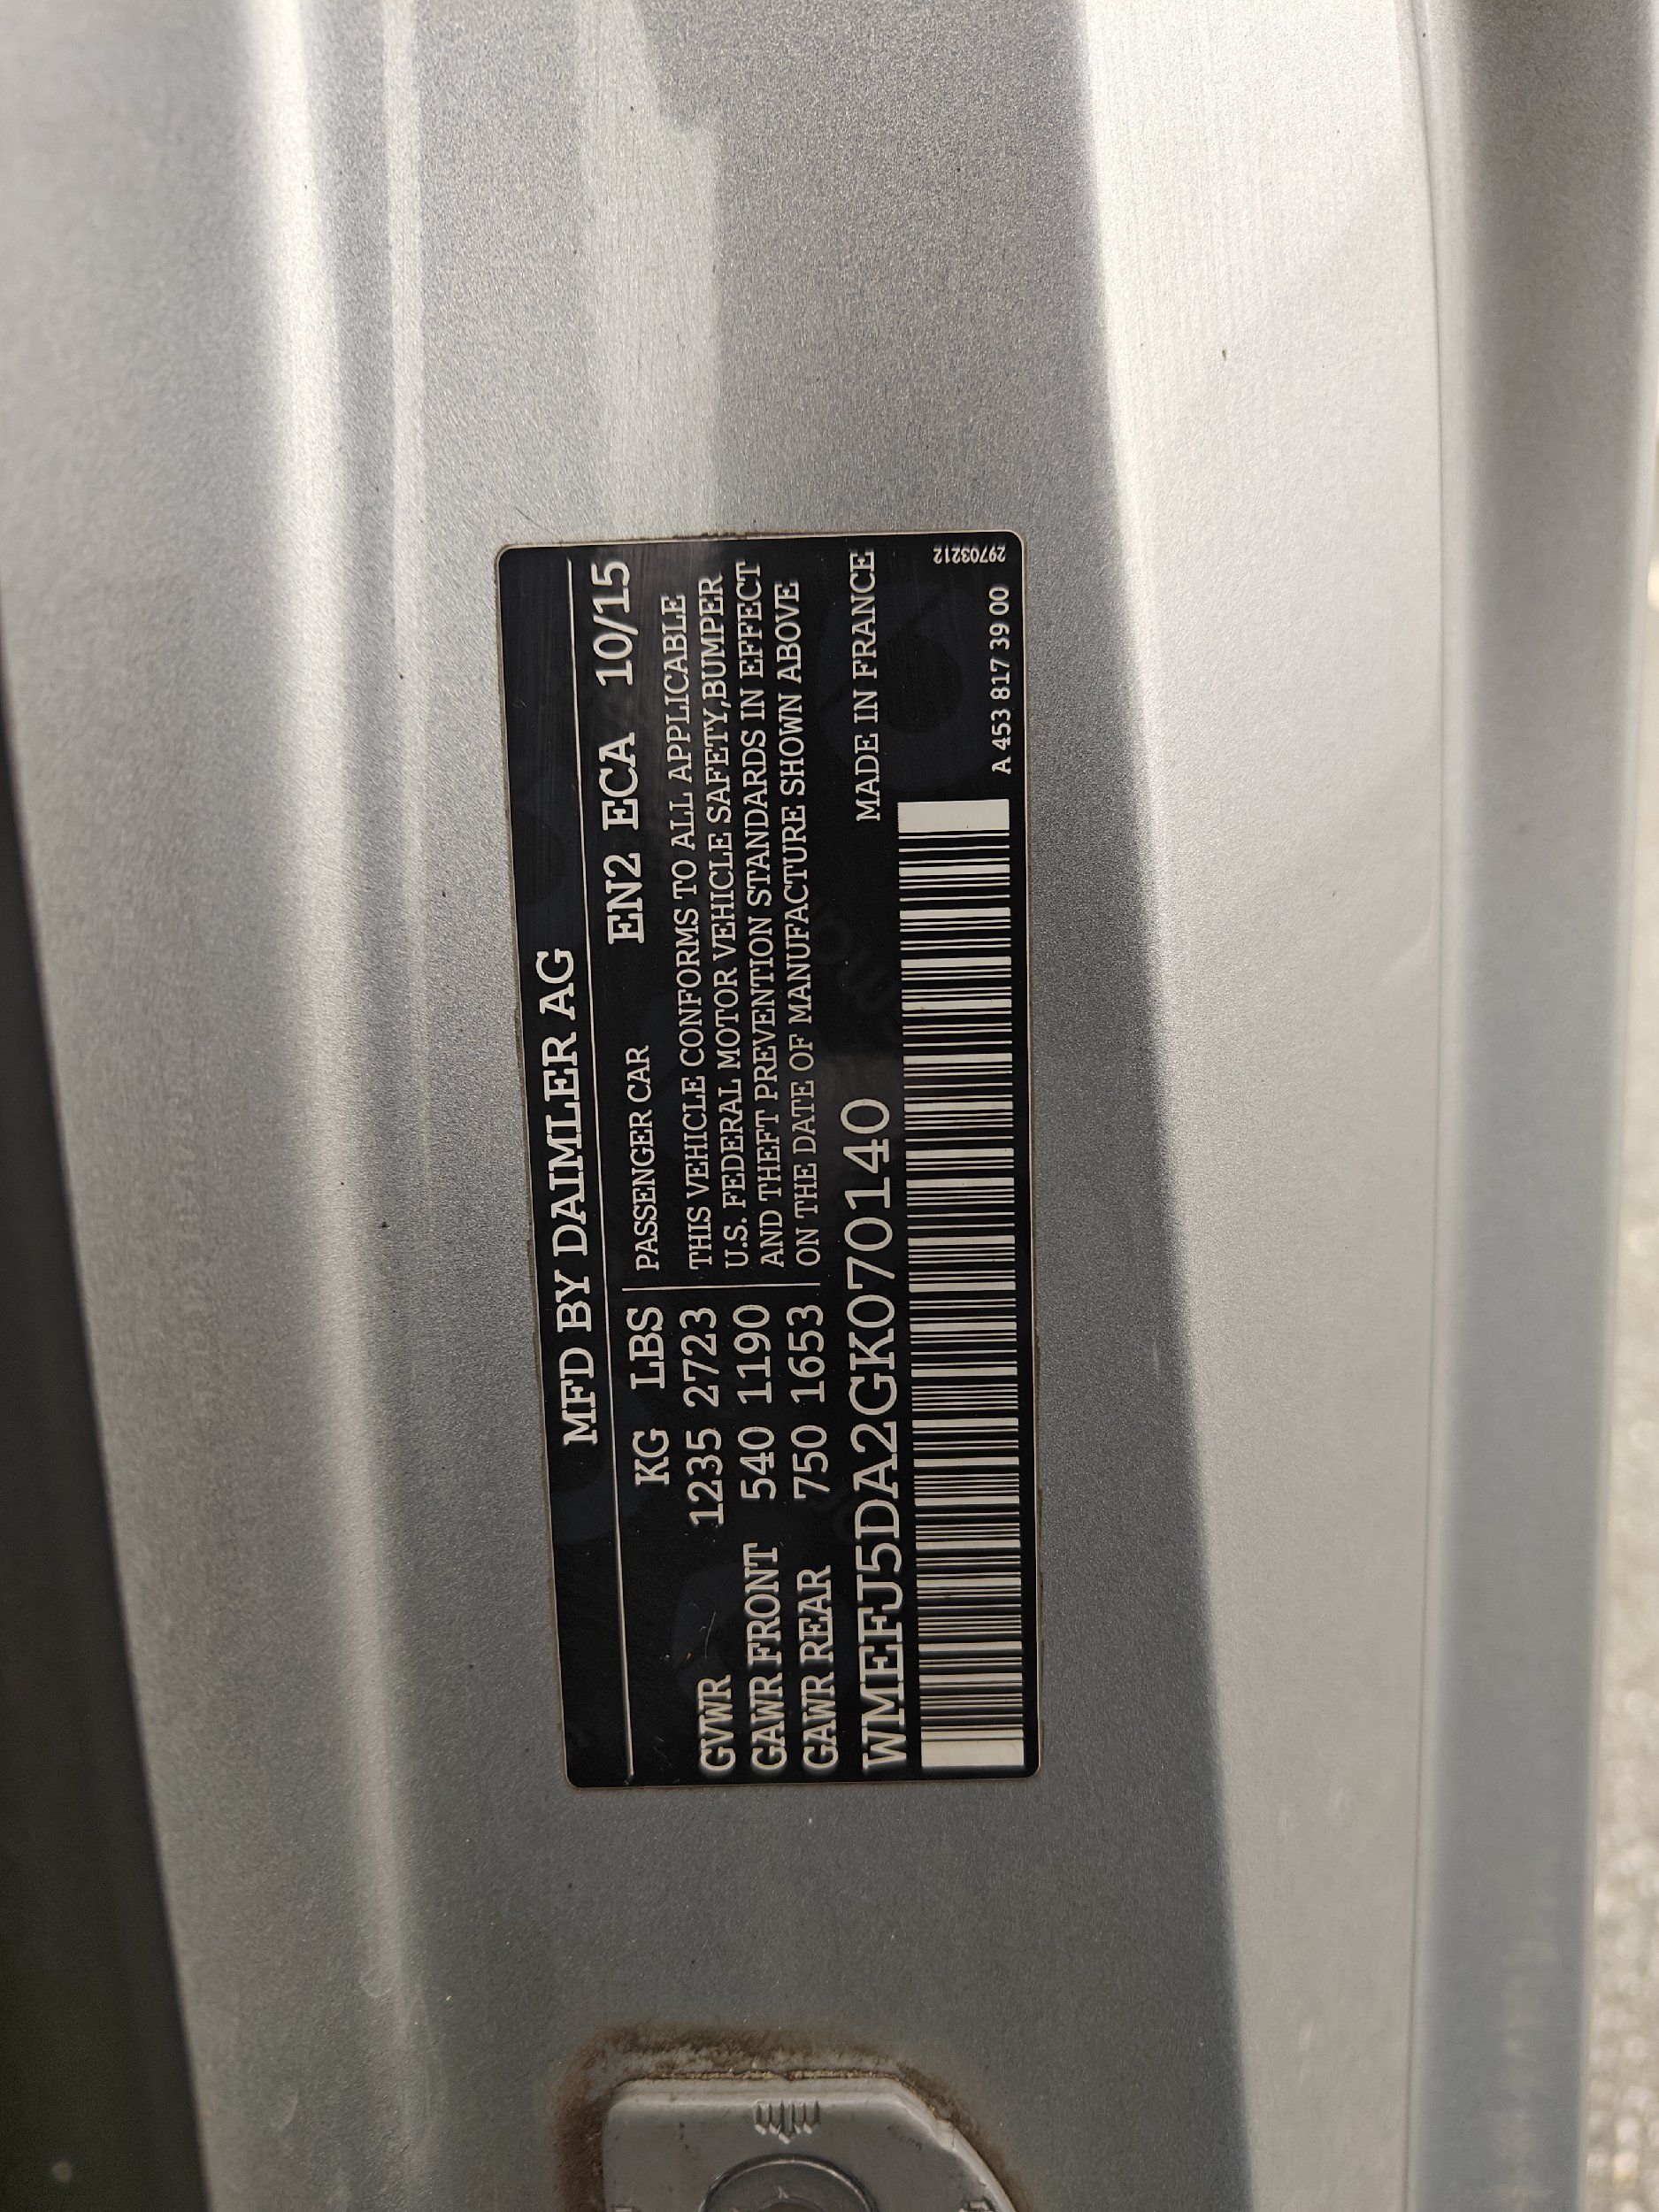 MFD BY DAIMLER AG
KG LBS PASSENGER CAR EN2 ECA 10/15
GVWR 1235 2723 THIS VEHICLE CONFORMS TO ALL APPLICABLE
GAWR FRONT 540 1190 U.S. FEDERAL MOTOR VEHICLE SAFETY,BUMPER
AND THEFT PREVENTION STANDARDS IN EFFECT
GAWR REAR 750 1653 ON THE DATE OF MANUFACTURE SHOWN ABOVE
WMEFJ5DA2GK070140 MADE IN FRANCE
A 453 817 39 00
29703212